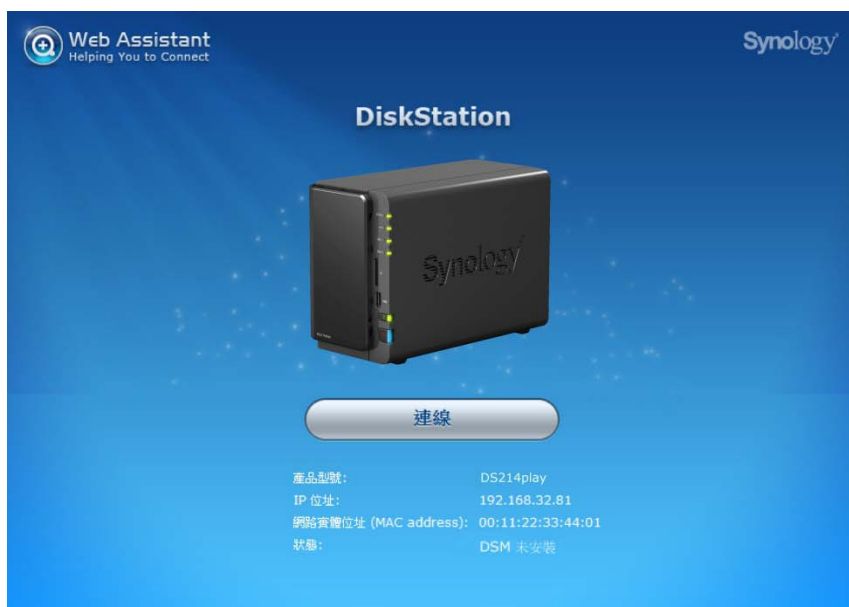 Web Assistant
Helping You to Connect
Synology
DiskStation
Synology
連線
產品型號: DS214play
IP 位址: 192.168.32.81
網路實體位址 (MAC address): 00:11:22:33:44:01
狀態: DSM 未安裝